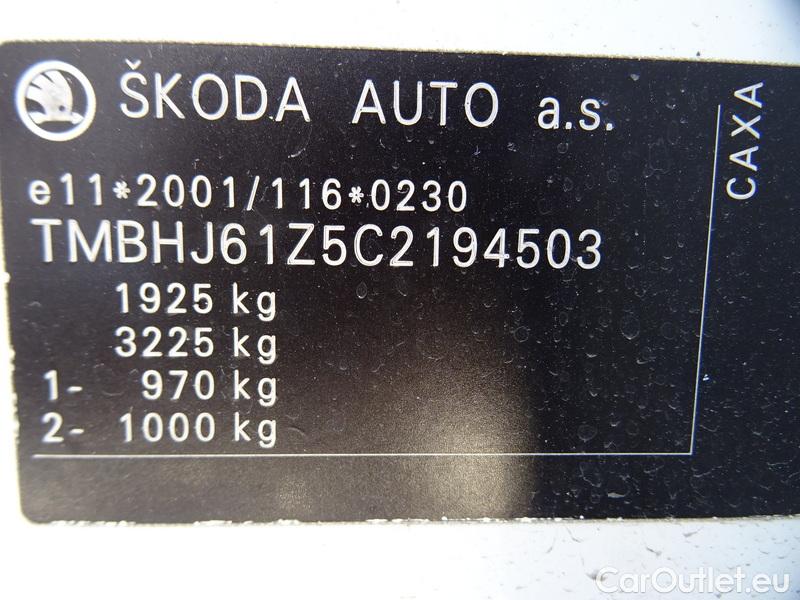 ŠKODA AUTO a.s.
e11*2001/116*0230
TMBHJ61Z5C2194503
1925 kg
3225 kg
1- 970 kg
2- 1000 kg
CAXA
CarOutlet.eu